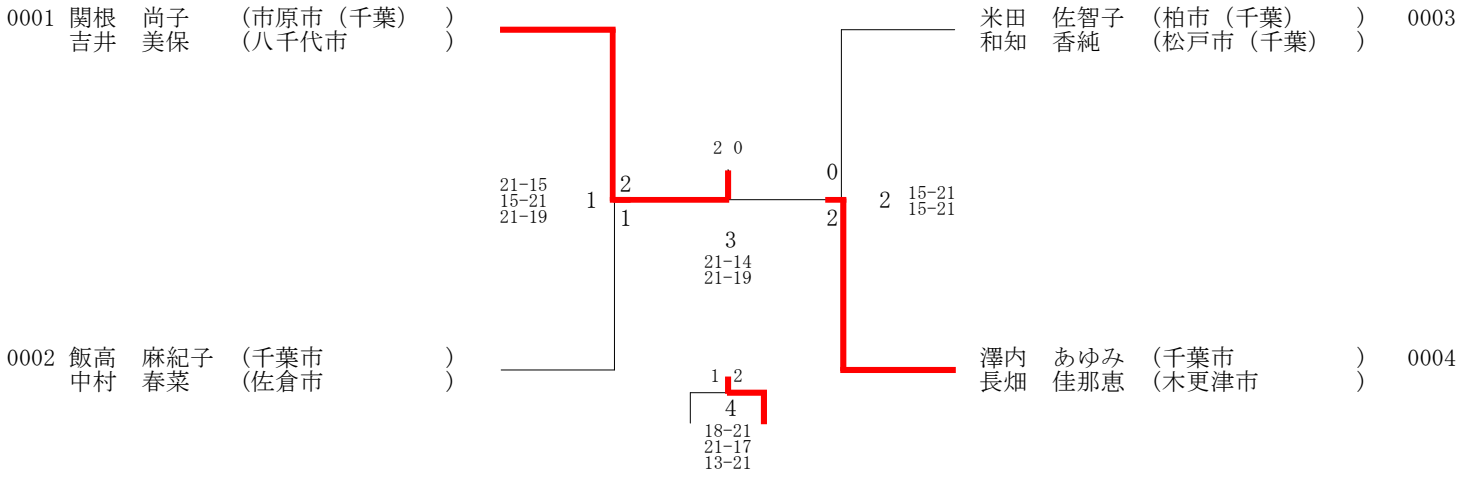 0001 関根 尚子 (市原市 (千葉) )
吉井 美保 (八千代市 )
米田 佐智子 (柏市 (千葉) ) 0003
和知 香純 (松戸市 (千葉) )
2 0
21-15
15-21
21-19
1
2
1
0
2
2
15-21
15-21
3
21-14
21-19
0002 飯高 麻紀子 (千葉市 )
中村 春菜 (佐倉市 )
澤内 あゆみ (千葉市 ) 0004
長畑 佳那恵 (木更津市 )
1 2
4
18-21
21-17
13-21